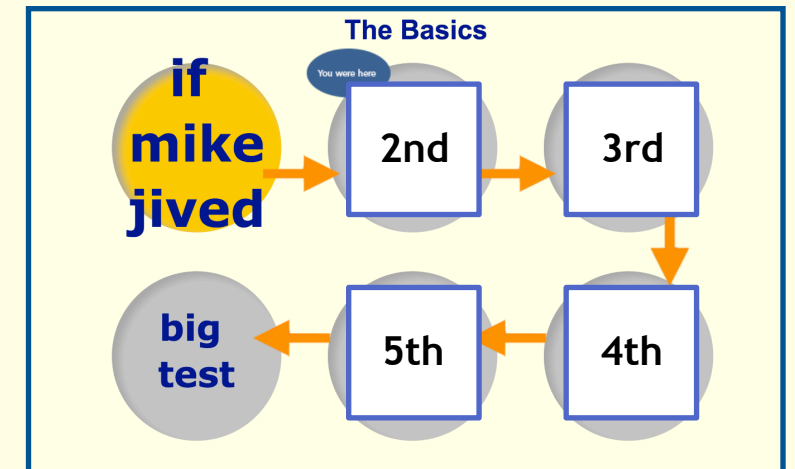 The Basics
You were here
if
mike
jived
2nd
3rd
big
test
5th
4th